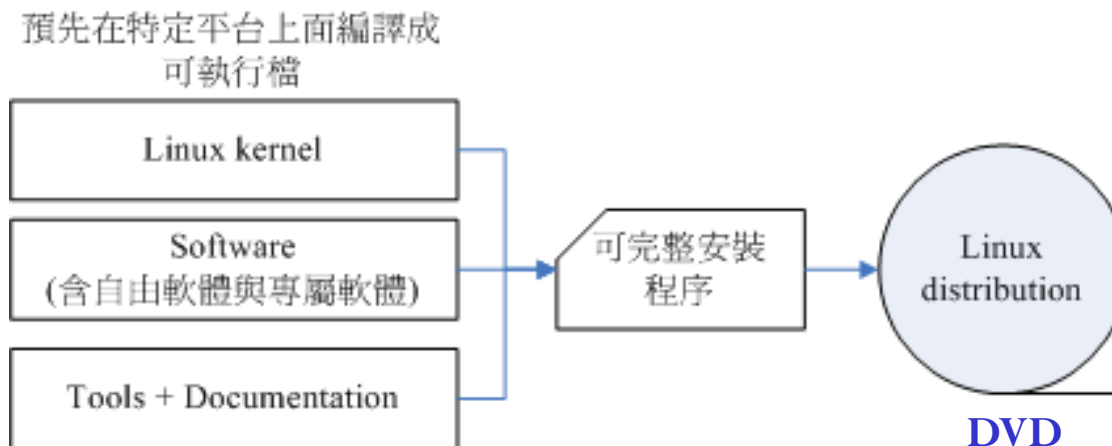 預先在特定平台上面編譯成
可執行檔
Linux kernel
Software
(含自由軟體與專屬軟體)
Tools + Documentation
可完整安裝
程序
Linux
distribution
DVD